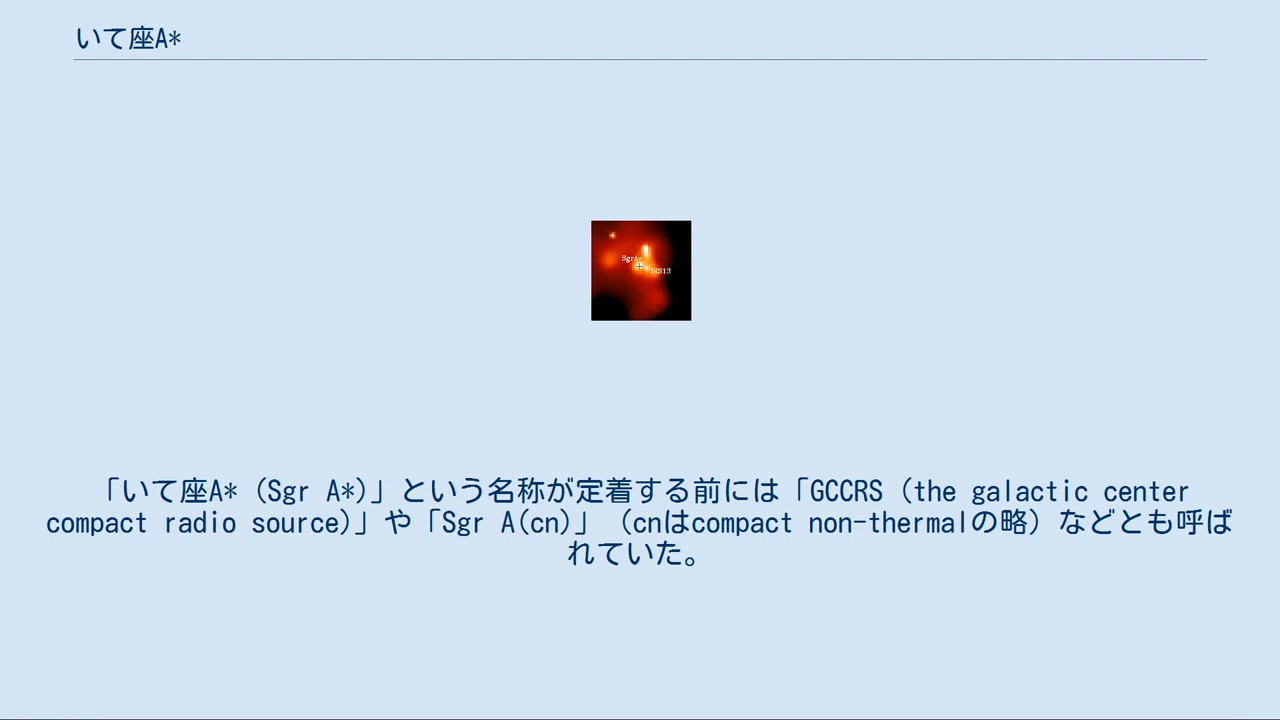 いて座A*
SgrA*
IRS13
「いて座A* (Sgr A*)」という名称が定着する前には「GCCRS (the galactic center
compact radio source)」や「Sgr A(cn)」 (cnはcompact non-thermalの略) などとも呼ば
れていた。